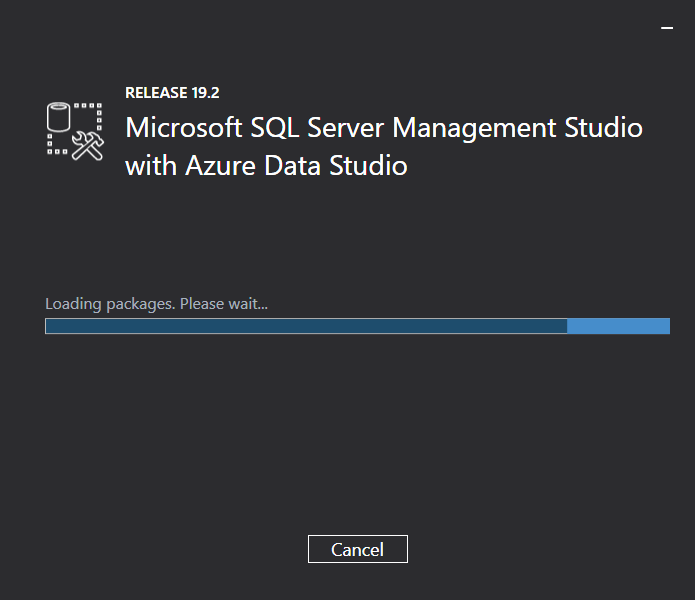 RELEASE 19.2
Microsoft SQL Server Management Studio
with Azure Data Studio
Loading packages. Please wait...
Cancel